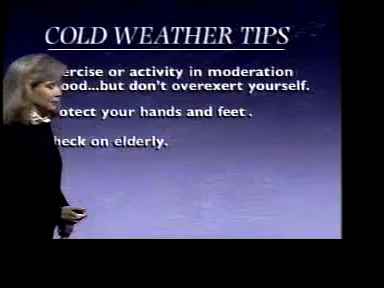 COLD WEATHER TIPS
ercise or activity in moderation
ood...but don't overexert yourself.
otect your hands and feet.
heck on elderly.